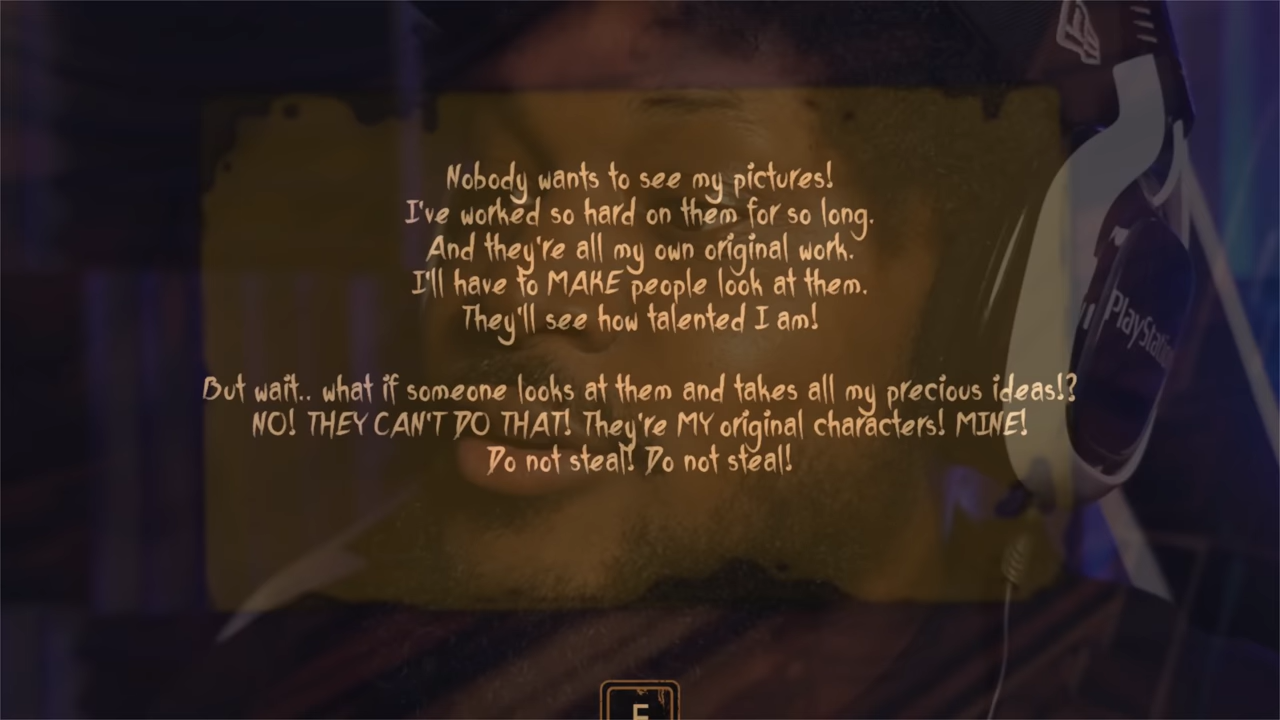 Nobody wants to see my pictures!
I've worked so hard on them for so long.
And they're all my own original work.
I'll have to MAKE people look at them.
They'll see how talented I am!
But wait.. what if someone looks at them and takes all my precious ideas!?
NO! THEY CAN'T DO THAT! They're MY original characters! MINE!
Do not steal! Do not steal!
PlayStation